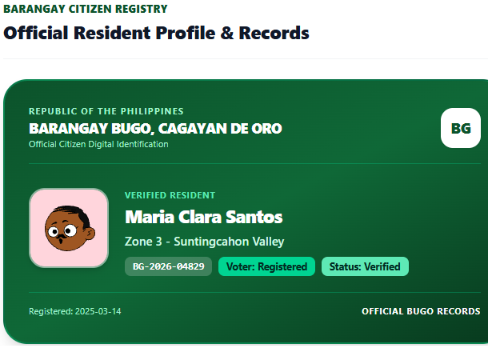 BARANGAY CITIZEN REGISTRY
Official Resident Profile & Records
REPUBLIC OF THE PHILIPPINES
BARANGAY BUGO, CAGAYAN DE ORO
Official Citizen Digital Identification
BG
VERIFIED RESIDENT
Maria Clara Santos
Zone 3 - Suntingcahon Valley
BG-2026-04829 Voter: Registered Status: Verified
Registered: 2025-03-14 OFFICIAL BUGO RECORDS